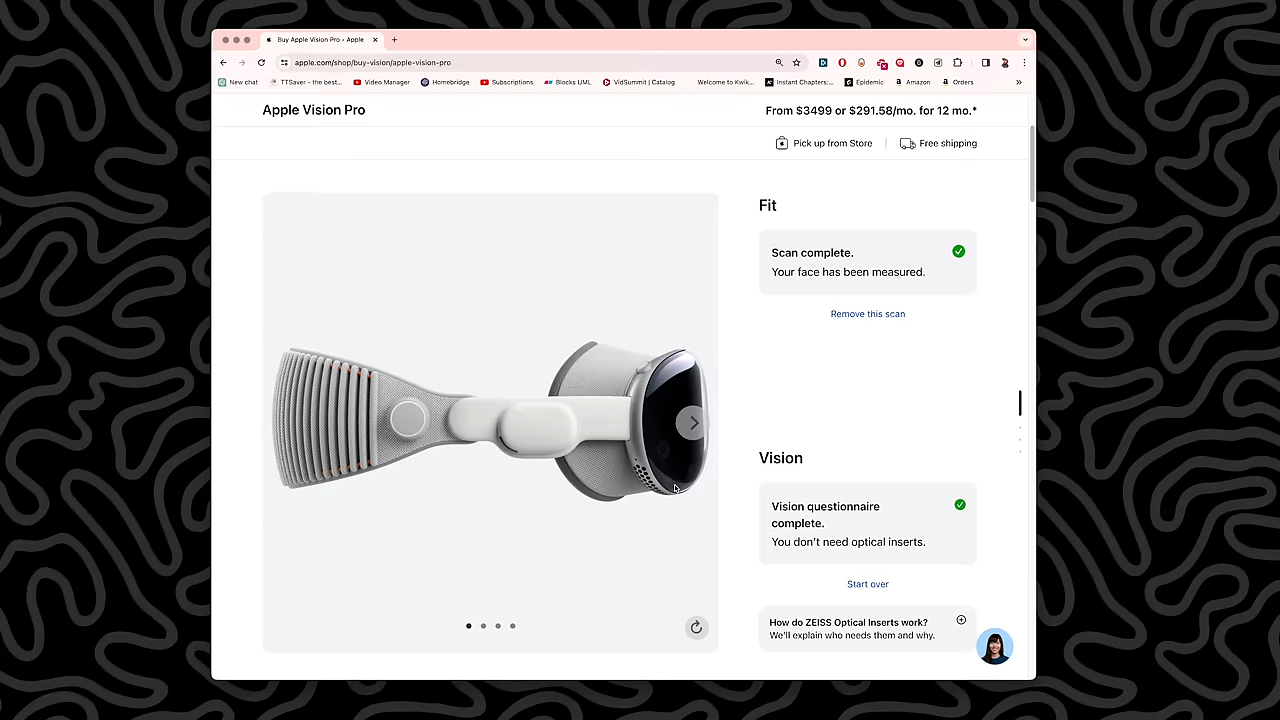 Buy Apple Vision Pro - Apple
apple.com/shop/buy-vision/apple-vision-pro
New chat
TTSaver – the best...
Video Manager
Homebridge
Subscriptions
Blocks UML
VidSummit | Catalog
Welcome to Kwik...
Instant Chapters:...
Epidemic
Amazon
Orders
Apple Vision Pro
From $3499 or $291.58/mo. for 12 mo.*
Pick up from Store
Free shipping
Fit
Scan complete.
Your face has been measured.
Remove this scan
Vision
Vision questionnaire
complete.
You don't need optical inserts.
Start over
How do ZEISS Optical Inserts work?
We'll explain who needs them and why.